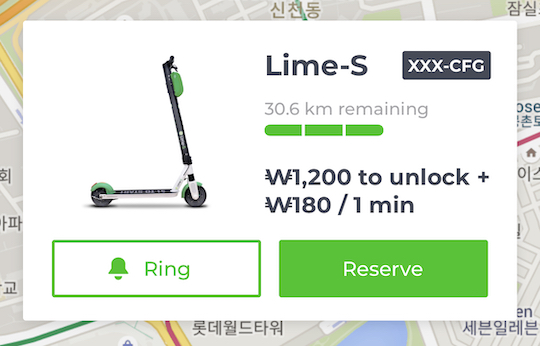 신천동
잠실
Lime-S
XXX-CFG
30.6 km remaining
₩1,200 to unlock +
₩180 / 1 min
Ring
Reserve
롯데월드타워
세븐일레븐